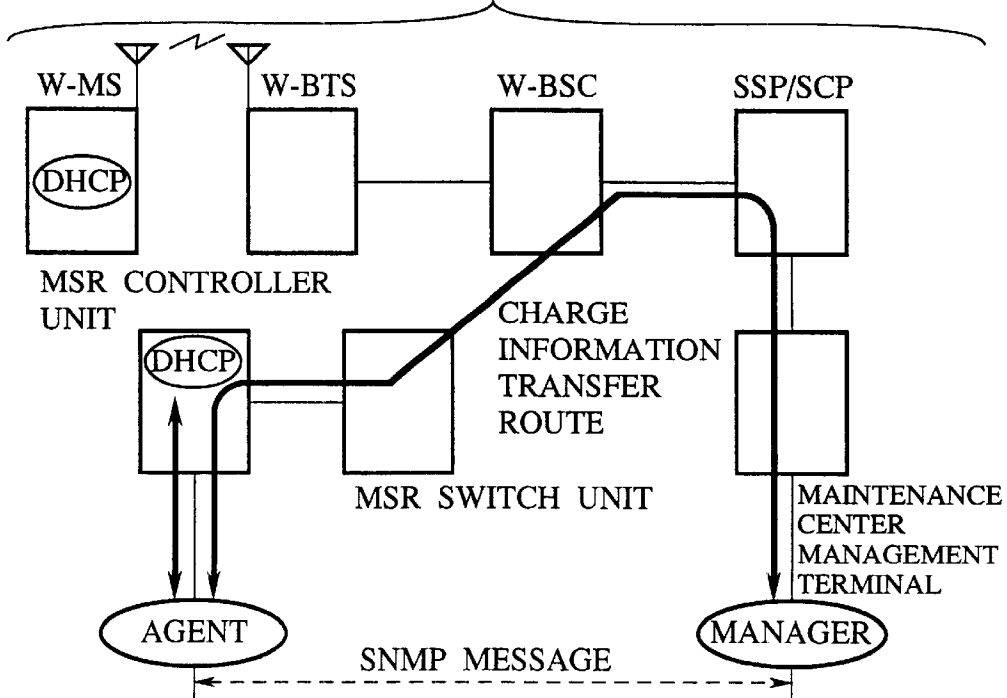 W-MS
W-BTS
W-BSC
SSP/SCP
DHCP
MSR CONTROLLER
UNIT
CHARGE
INFORMATION
TRANSFER
ROUTE
DHCP
MSR SWITCH UNIT
MAINTENANCE
CENTER
MANAGEMENT
TERMINAL
AGENT
MANAGER
SNMP MESSAGE